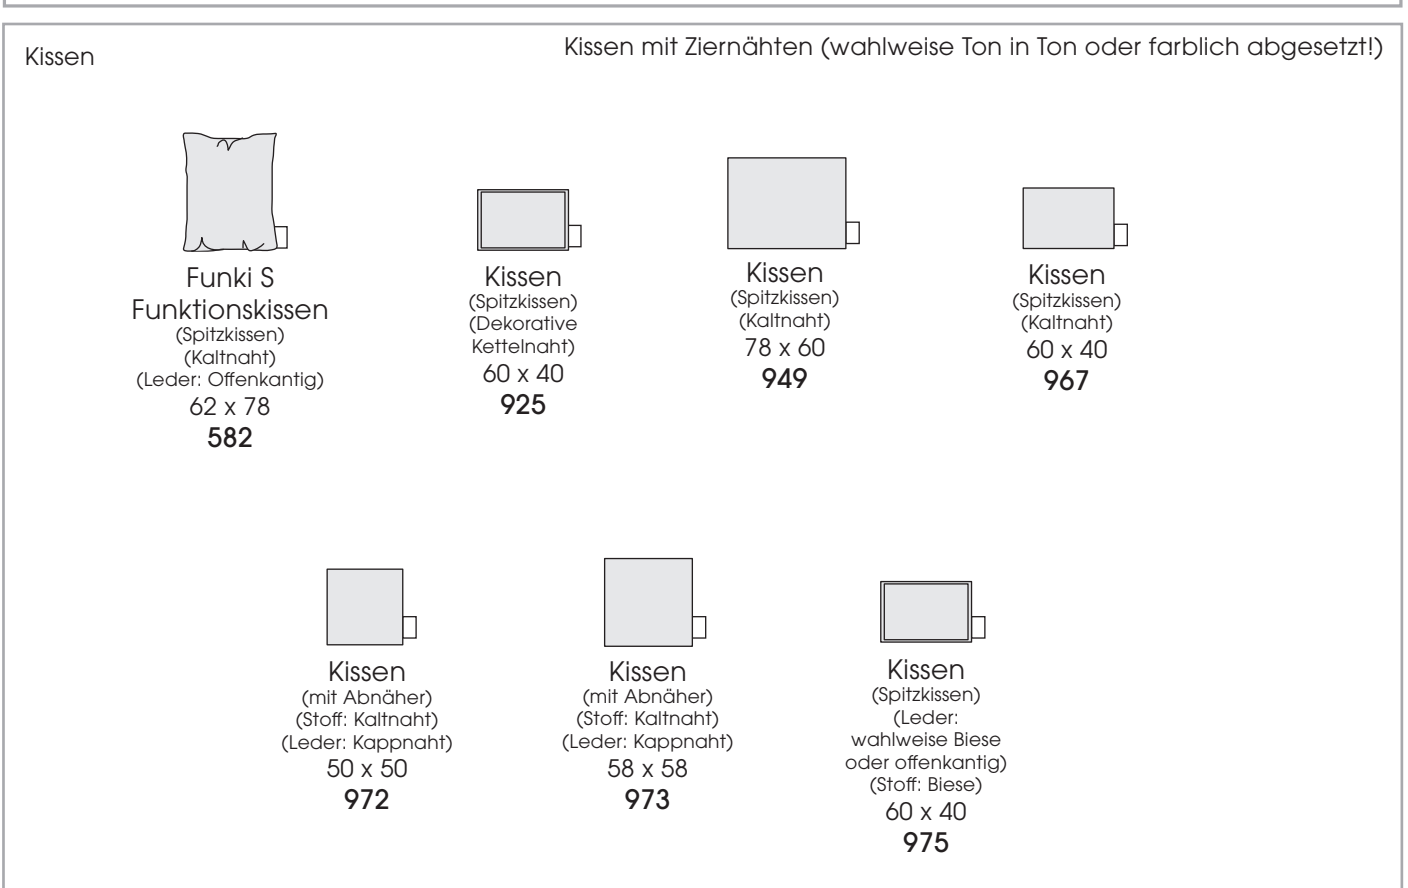 Kissen
Kissen mit Ziernähten (wahlweise Ton in Ton oder farblich abgesetzt!)
Funki S
Funktionskissen
(Spitzkissen)
(Kaltnaht)
(Leder: Offenkantig)
62 x 78
582
Kissen
(Spitzkissen)
(Dekorative
Kettelnaht)
60 x 40
925
Kissen
(Spitzkissen)
(Kaltnaht)
78 x 60
949
Kissen
(Spitzkissen)
(Kaltnaht)
60 x 40
967
Kissen
(mit Abnäher)
(Stoff: Kaltnaht)
(Leder: Kappnaht)
50 x 50
972
Kissen
(mit Abnäher)
(Stoff: Kaltnaht)
(Leder: Kappnaht)
58 x 58
973
Kissen
(Spitzkissen)
(Leder:
wahlweise Biese
oder offenkantig)
(Stoff: Biese)
60 x 40
975